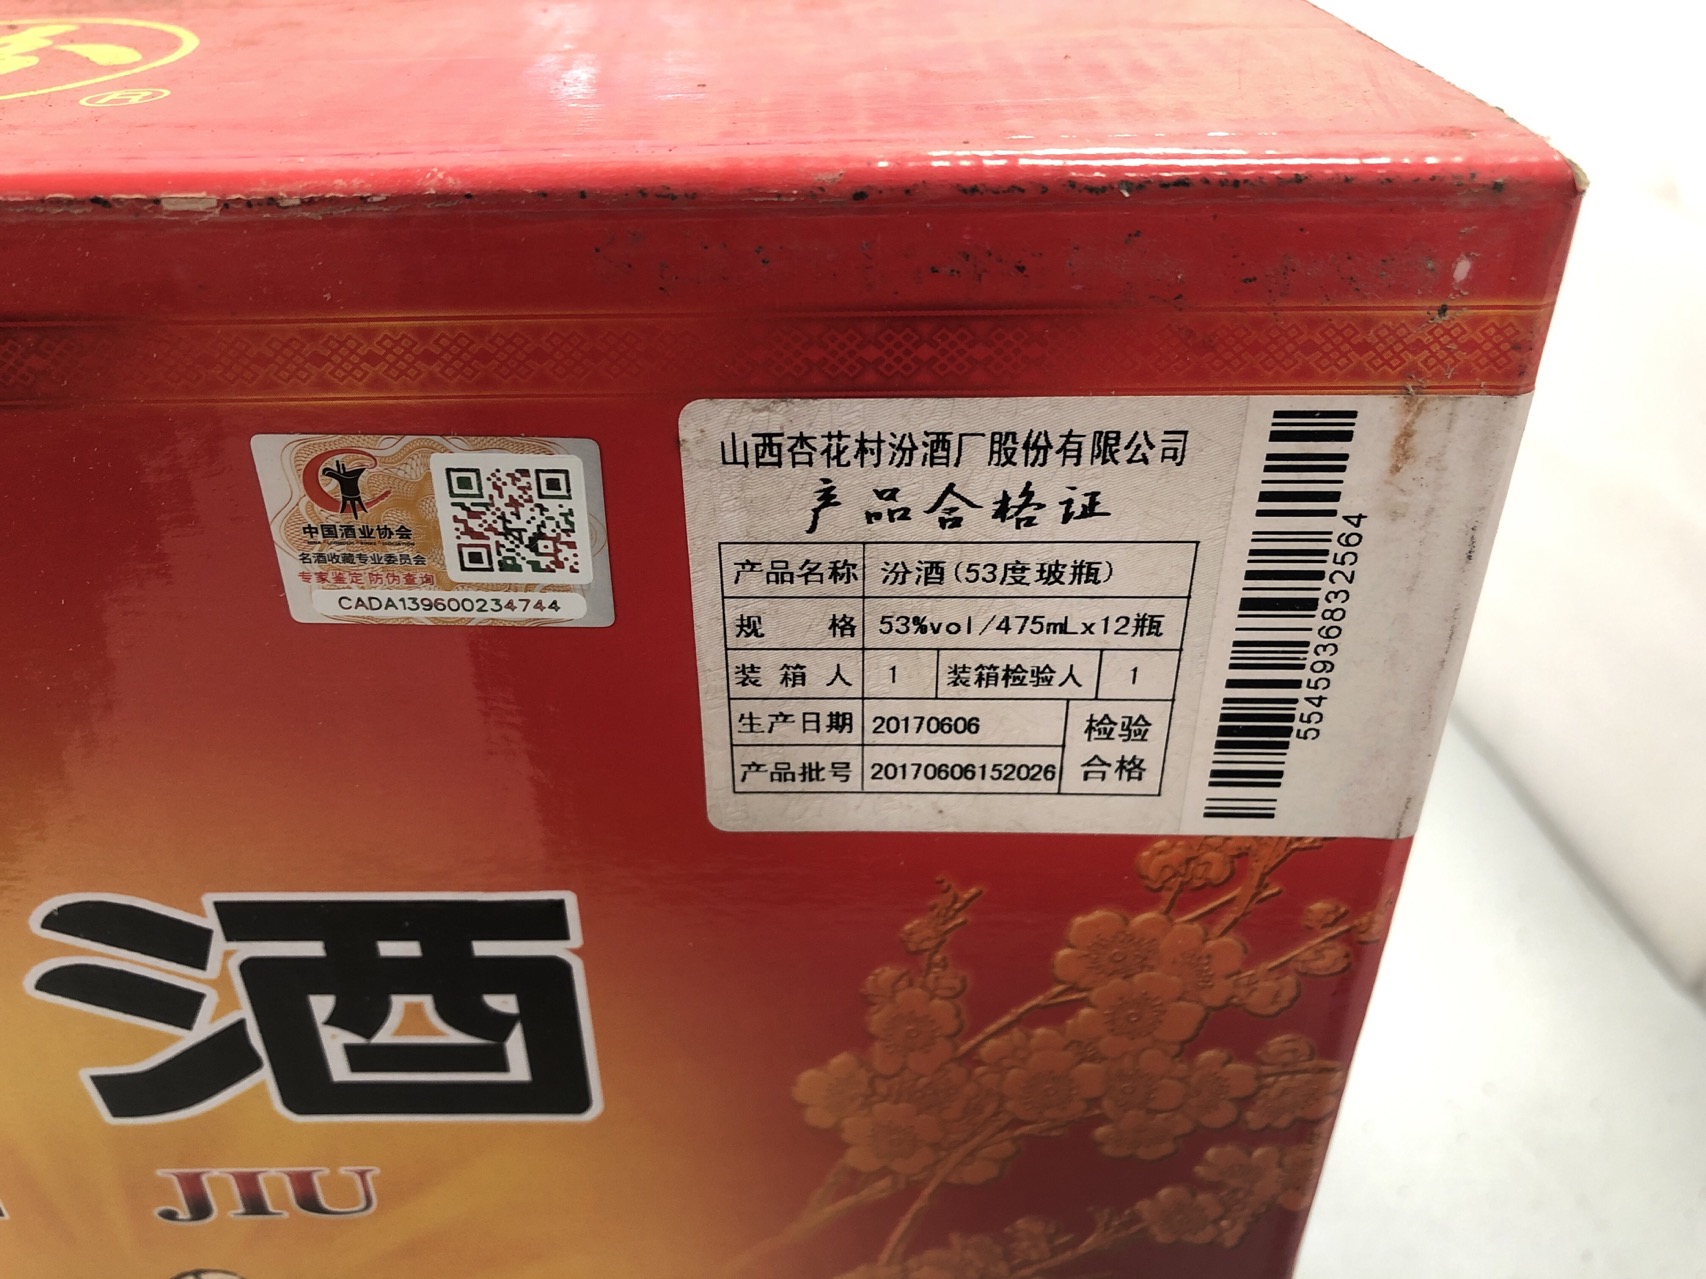 ®
中国酒业协会
名酒收藏专业委员会
专家鉴定防伪查询
CADA139600234744
山西杏花村汾酒厂股份有限公司
产品合格证
产品名称 汾酒(53度玻瓶)
规 格 53%vol/475mLx12瓶
装 箱 人 1 装箱检验人 1
生产日期 20170606 检验
产品批号 20170606152026 合格
554593683​2564
酒
JIU